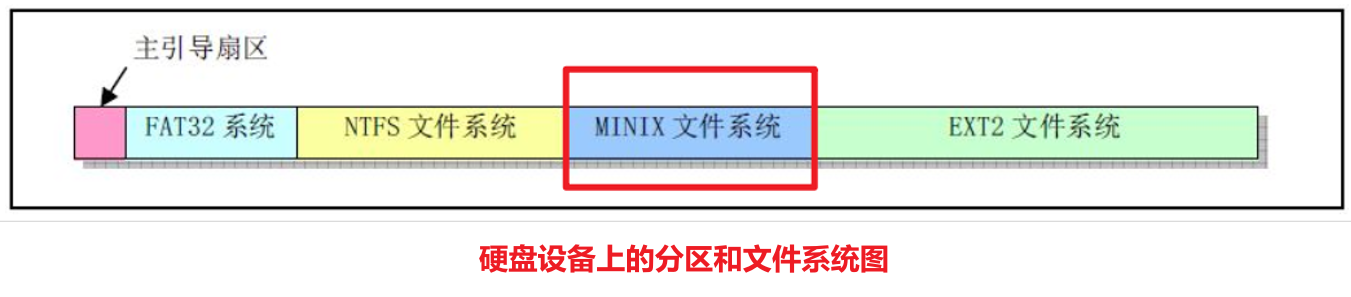 主引导扇区
FAT32 系统
NTFS 文件系统
MINIX 文件系统
EXT2 文件系统
硬盘设备上的分区和文件系统图